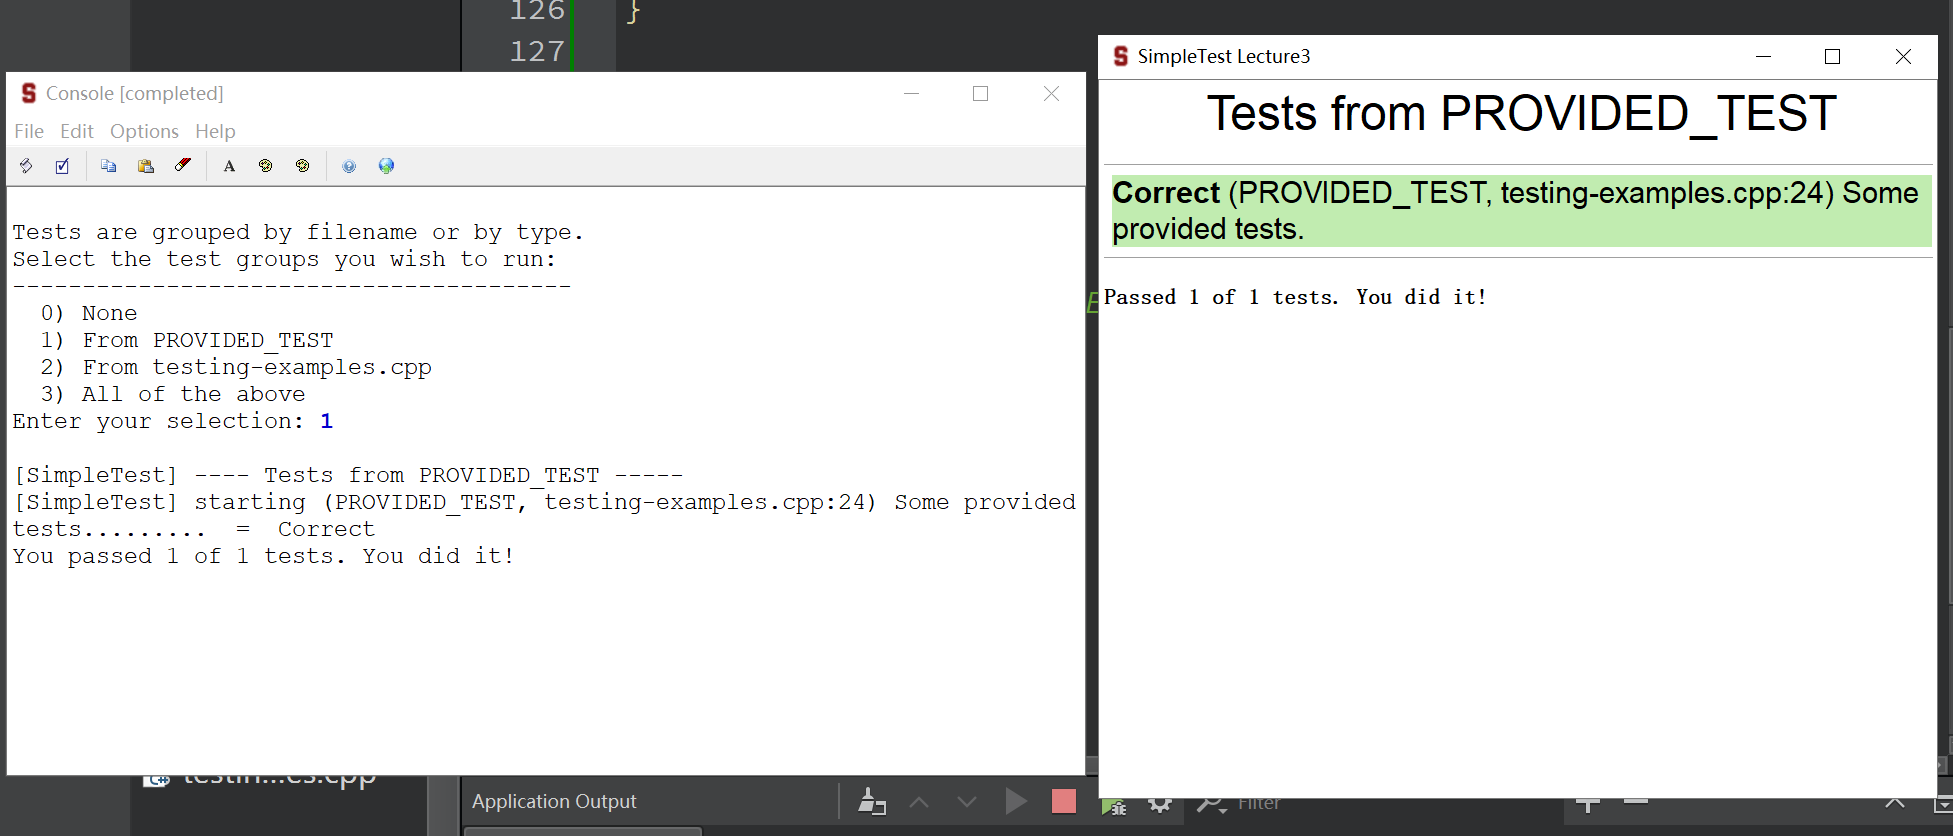 126 }
127
Console [completed]
File Edit Options Help
Tests are grouped by filename or by type.
Select the test groups you wish to run:
----------------------------------------
0) None
1) From PROVIDED_TEST
2) From testing-examples.cpp
3) All of the above
Enter your selection: 1
[SimpleTest] ---- Tests from PROVIDED_TEST -----
[SimpleTest] starting (PROVIDED_TEST, testing-examples.cpp:24) Some provided
tests......... = Correct
You passed 1 of 1 tests. You did it!
SimpleTest Lecture3
Tests from PROVIDED_TEST
Correct (PROVIDED_TEST, testing-examples.cpp:24) Some
provided tests.
Passed 1 of 1 tests. You did it!
testin...es.cpp
Application Output
Filter